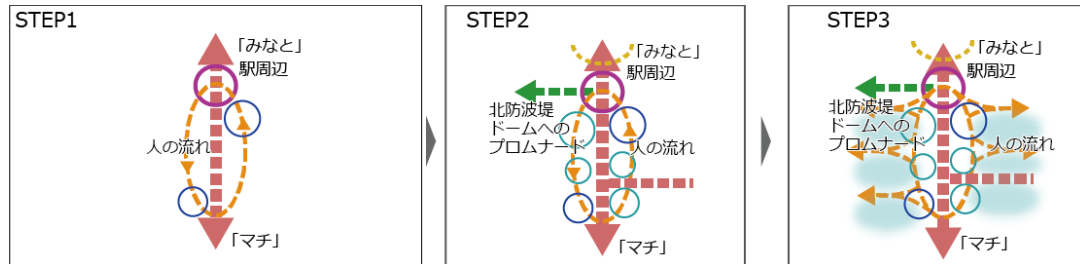 STEP1
「みなと」
駅周辺
人の流れ
「マチ」
STEP2
「みなと」
駅周辺
北防波堤
ドームへの
プロムナード
人の流れ
「マチ」
STEP3
「みなと」
駅周辺
北防波堤
ドームへの
プロムナード
人の流れ
「マチ」